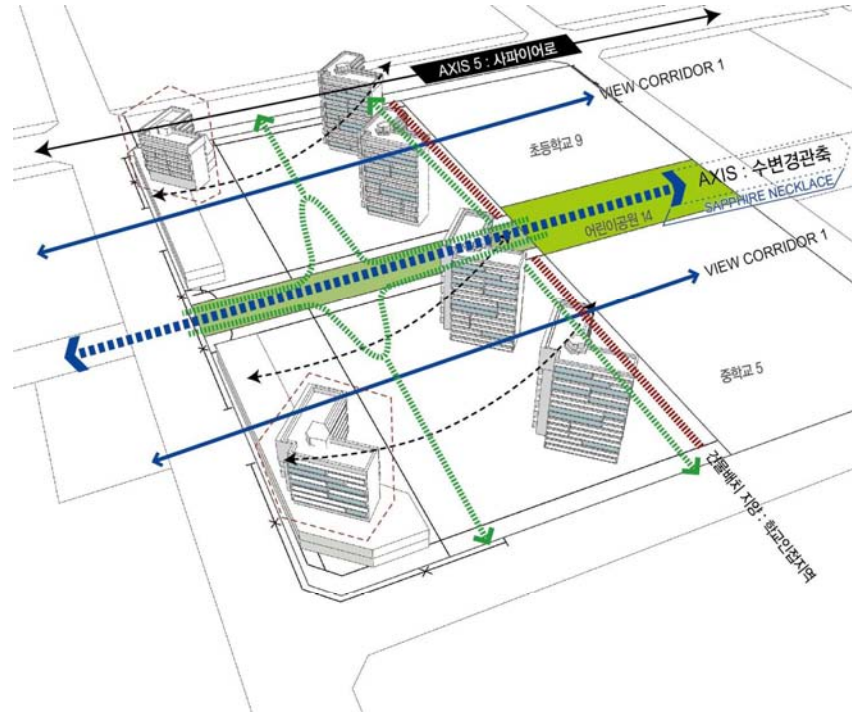 AXIS 5 : 사파이어로
VIEW CORRIDOR 1
초등학교 9
AXIS : 수변경관축
SAPPHIRE NECKLACE
어린이공원 14
VIEW CORRIDOR 1
중학교 5
건물배치 지양 : 학교인접지역